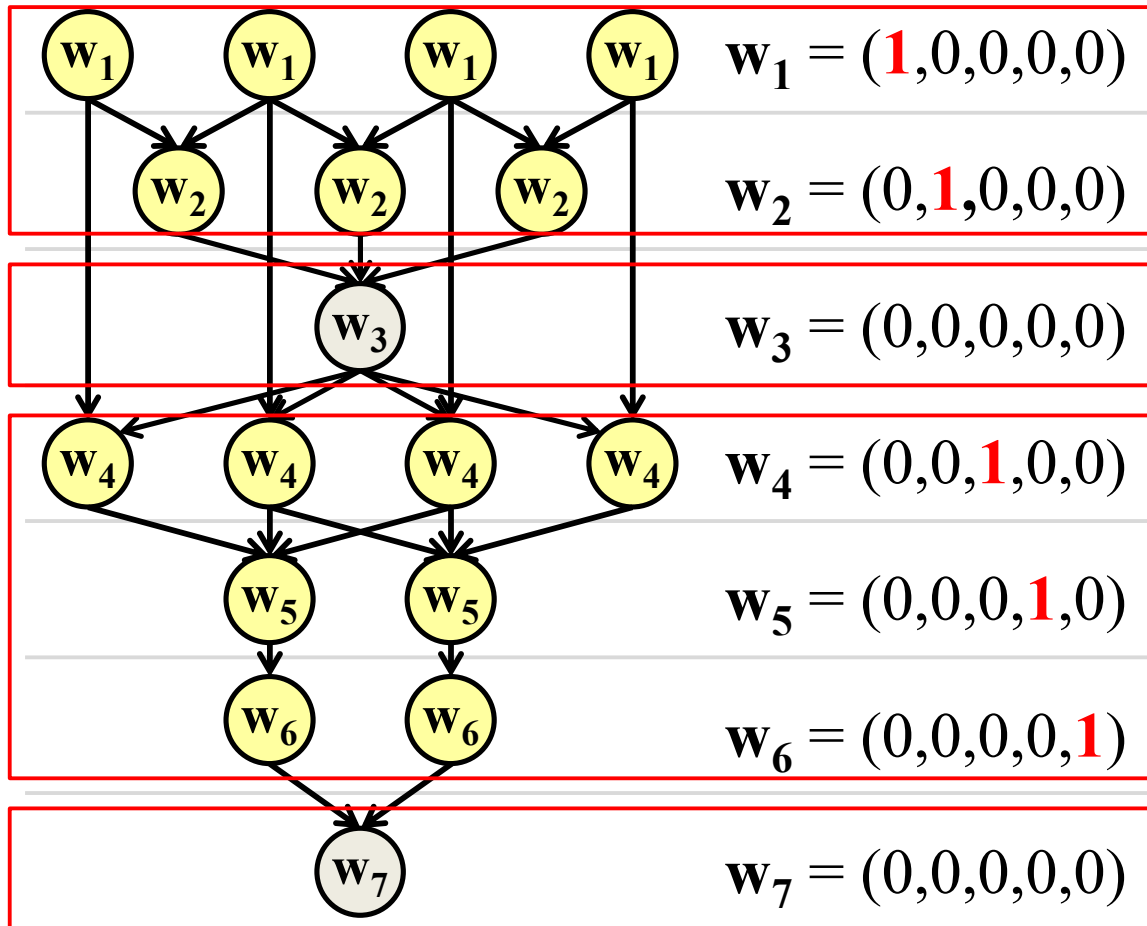 w₁ w₁ w₁ w₁ w₁ = (1,0,0,0,0)
w₂ w₂ w₂ w₂ = (0,1,0,0,0)
w₃ w₃ = (0,0,0,0,0)
w₄ w₄ w₄ w₄ w₄ = (0,0,1,0,0)
w₅ w₅ w₅ = (0,0,0,1,0)
w₆ w₆ w₆ = (0,0,0,0,1)
w₇ w₇ = (0,0,0,0,0)